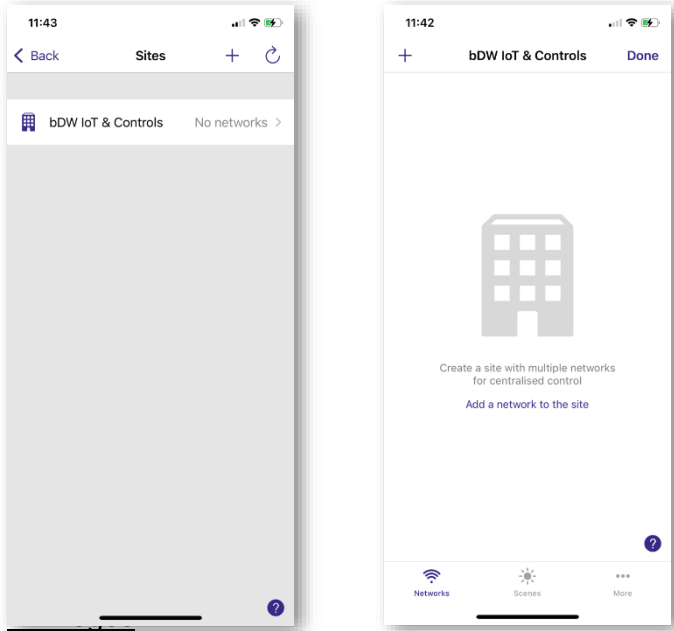 11:43
Back Sites
bDW IoT & Controls No networks
?
11:42
bDW IoT & Controls Done
Create a site with multiple networks
for centralised control
Add a network to the site
?
Networks Scenes More